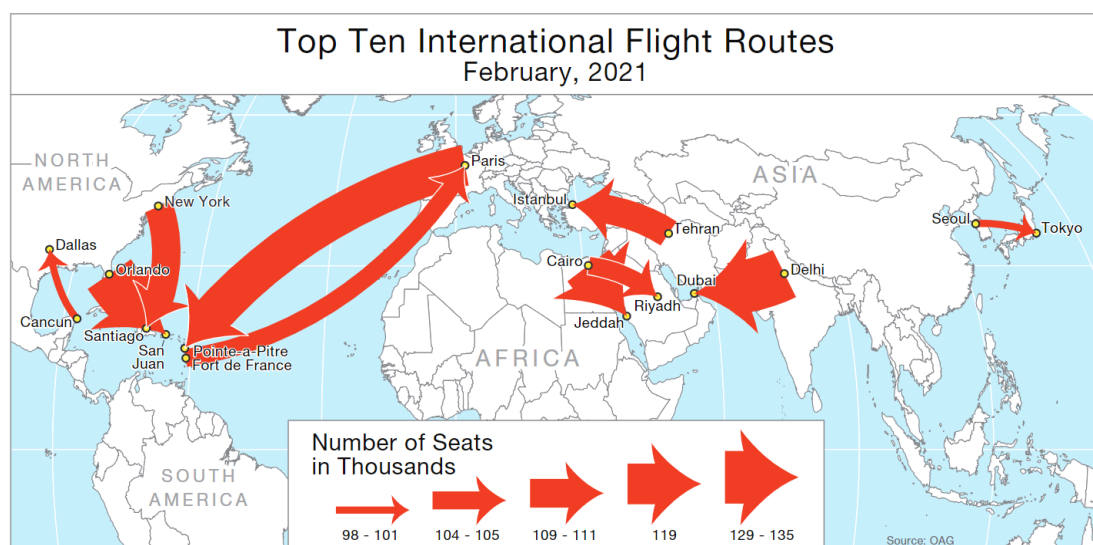 Top Ten International Flight Routes
February, 2021
NORTH
AMERICA
New York
Dallas
Orlando
Cancun
Santiago
San
Juan
Pointe-a-Pitre
Fort de France
Paris
Istanbul
Tehran
ASIA
Seoul
Tokyo
Cairo
Dubai
Delhi
Riyadh
Jeddah
AFRICA
SOUTH
AMERICA
Number of Seats
in Thousands
98 - 101
104 - 105
109 - 111
119
129 - 135
Source: OAG